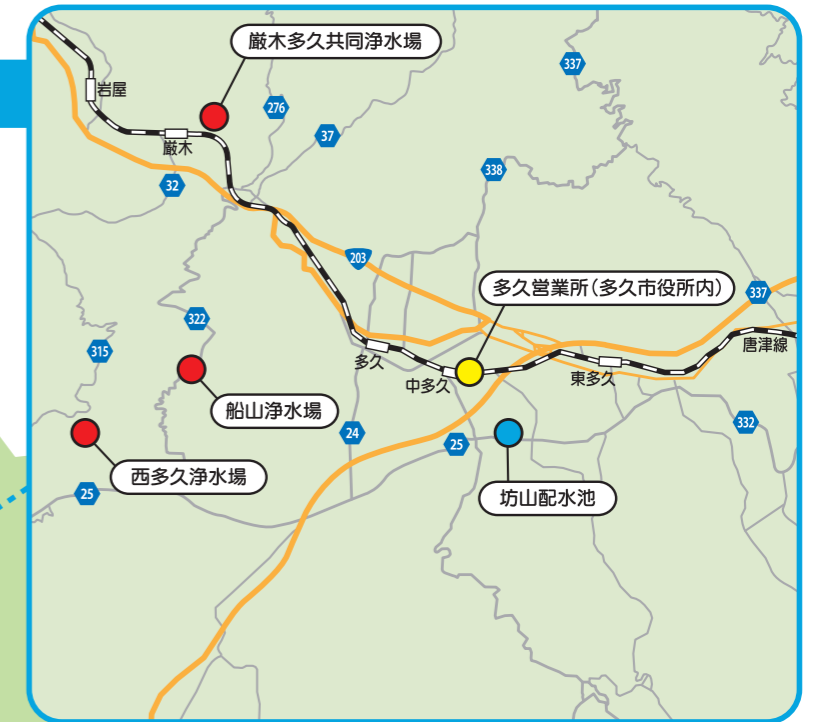 厳木多久共同浄水場
337
岩屋
276
37
厳木
338
32
203
多久営業所(多久市役所内)
337
322
唐津線
315
多久
東多久
中多久
船山浄水場
332
24
25
西多久浄水場
25
坊山配水池